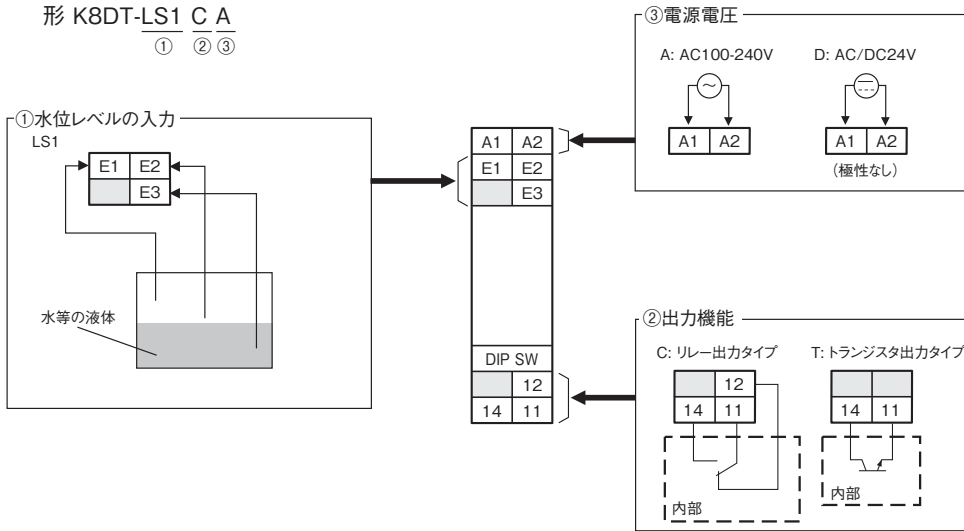 形 K8DT-LS1 C A
① ② ③
①水位レベルの入力
LS1
E1 E2
E3
水等の液体
A1 A2
E1 E2
E3
DIP SW
12
14 11
③電源電圧
A: AC100-240V
D: AC/DC24V
A1 A2
A1 A2
(極性なし)
②出力機能
C: リレー出力タイプ
T: トランジスタ出力タイプ
12
14 11
14 11
内部
内部